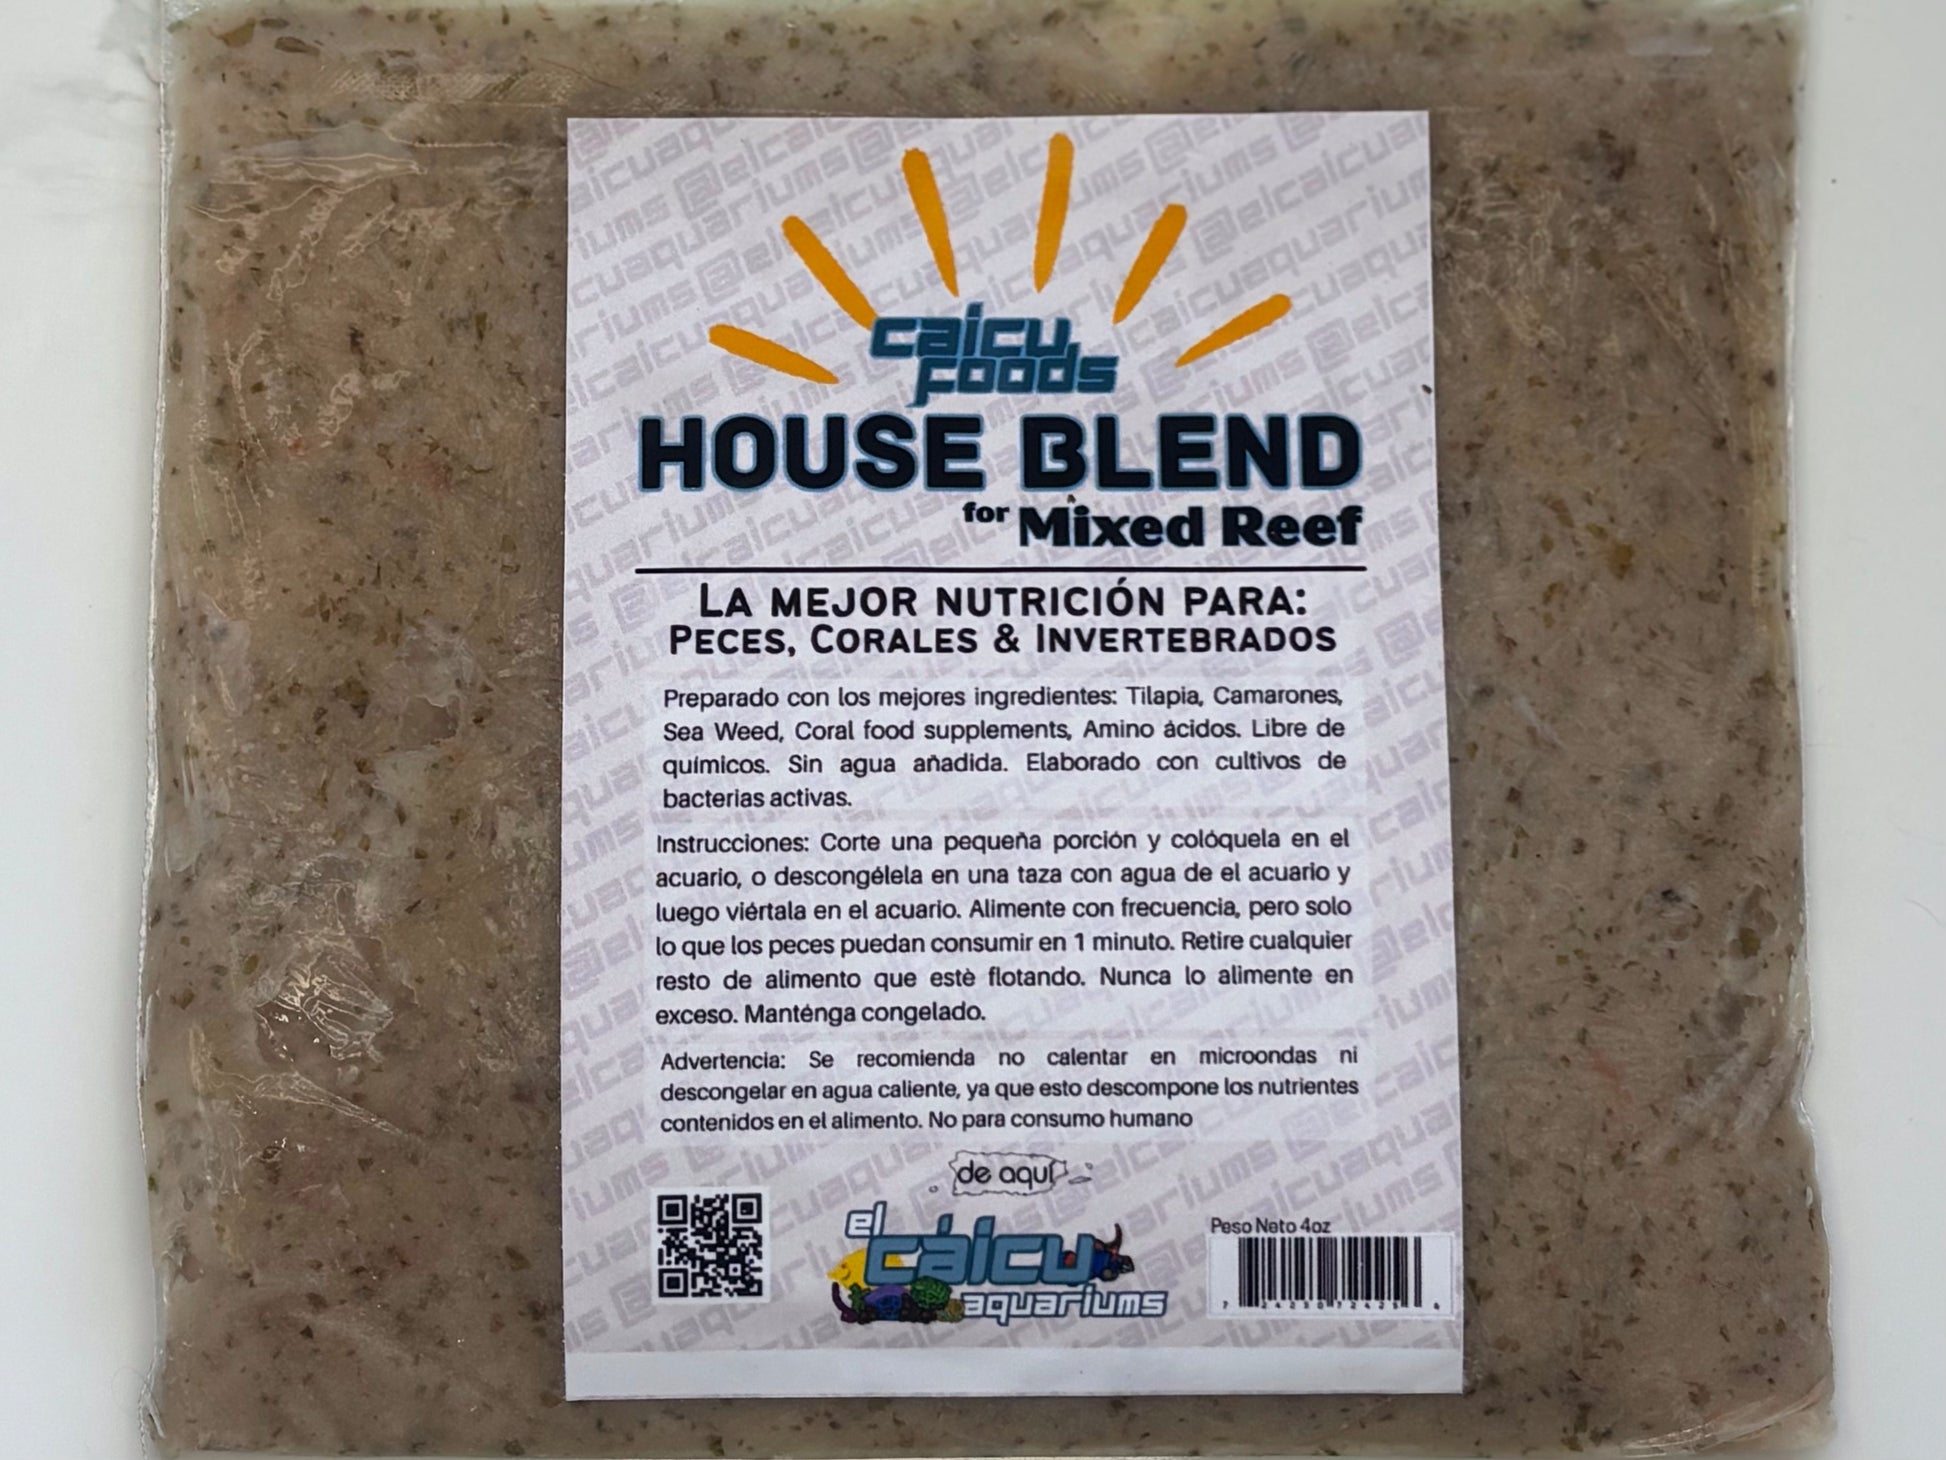 caicu
foods
HOUSE BLEND
for Mixed Reef
LA MEJOR NUTRICIÓN PARA:
PECES, CORALES & INVERTEBRADOS
Preparado con los mejores ingredientes: Tilapia, Camarones,
Sea Weed, Coral food supplements, Amino ácidos. Libre de
químicos. Sin agua añadida. Elaborado con cultivos de
bacterias activas.
Instrucciones: Corte una pequeña porción y colóquela en el
acuario, o descongélela en una taza con agua de el acuario y
luego viértala en el acuario. Alimente con frecuencia, pero solo
lo que los peces puedan consumir en 1 minuto. Retire cualquier
resto de alimento que estè flotando. Nunca lo alimente en
exceso. Manténga congelado.
Advertencia: Se recomienda no calentar en microondas ni
descongelar en agua caliente, ya que esto descompone los nutrientes
contenidos en el alimento. No para consumo humano
de aquí
el
caicu
aquariums
Peso Neto 4oz
@elcaicuaquariums